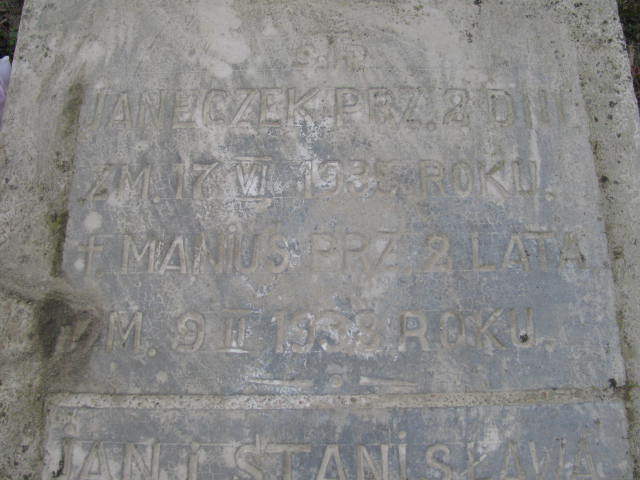 Ś.P.
JANECZEK PRZ. 2 DNI.
ZM. 17 VI. 1935 ROKU.
† MANIUS PRZ. 2 LATA
ZM. 9 II. 1938 ROKU.
JAN I STANISŁAWA